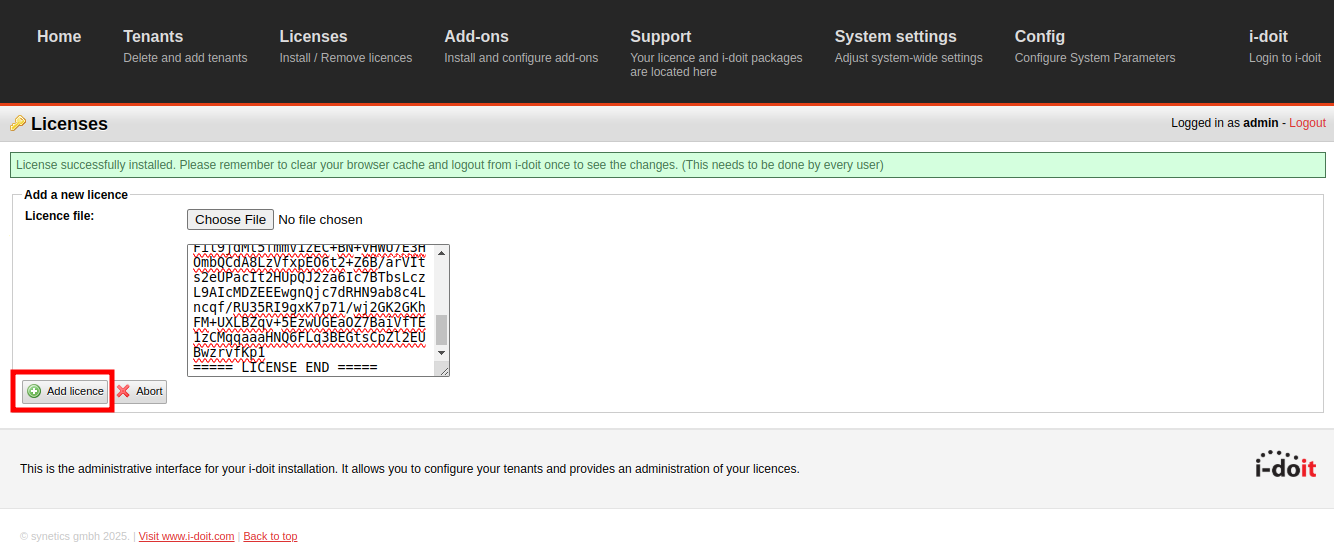 Home
Tenants
Delete and add tenants
Licenses
Install / Remove licences
Add-ons
Install and configure add-ons
Support
Your licence and i-doit packages
are located here
System settings
Adjust system-wide settings
Config
Configure System Parameters
i-doit
Login to i-doit
Licenses
Logged in as admin - Logout
License successfully installed. Please remember to clear your browser cache and logout from i-doit once to see the changes. (This needs to be done by every user)
Add a new licence
Licence file:
Choose File No file chosen
OmbQCdA8LzVfxpEO6t2+Z6B/arVIt
s2eUPacIt2HUpQJ2za6Ic7BTbsLcz
L9AIcMDZEEEwgnQjc7dRHN9ab8c4L
ncqf/RU35RI9gxK7p71/wj2GK2GKh
FM+UXLBZqv+5EzwUGEaOZ7BaiVfTE
1zCMqqaaaHNQ6FLq3BEGtsCpZl2EU
BwzrvfKp1
===== LICENSE END =====
Add licence
Abort
This is the administrative interface for your i-doit installation. It allows you to configure your tenants and provides an administration of your licences.
i-doit
© synetics gmbh 2025. | Visit www.i-doit.com | Back to top